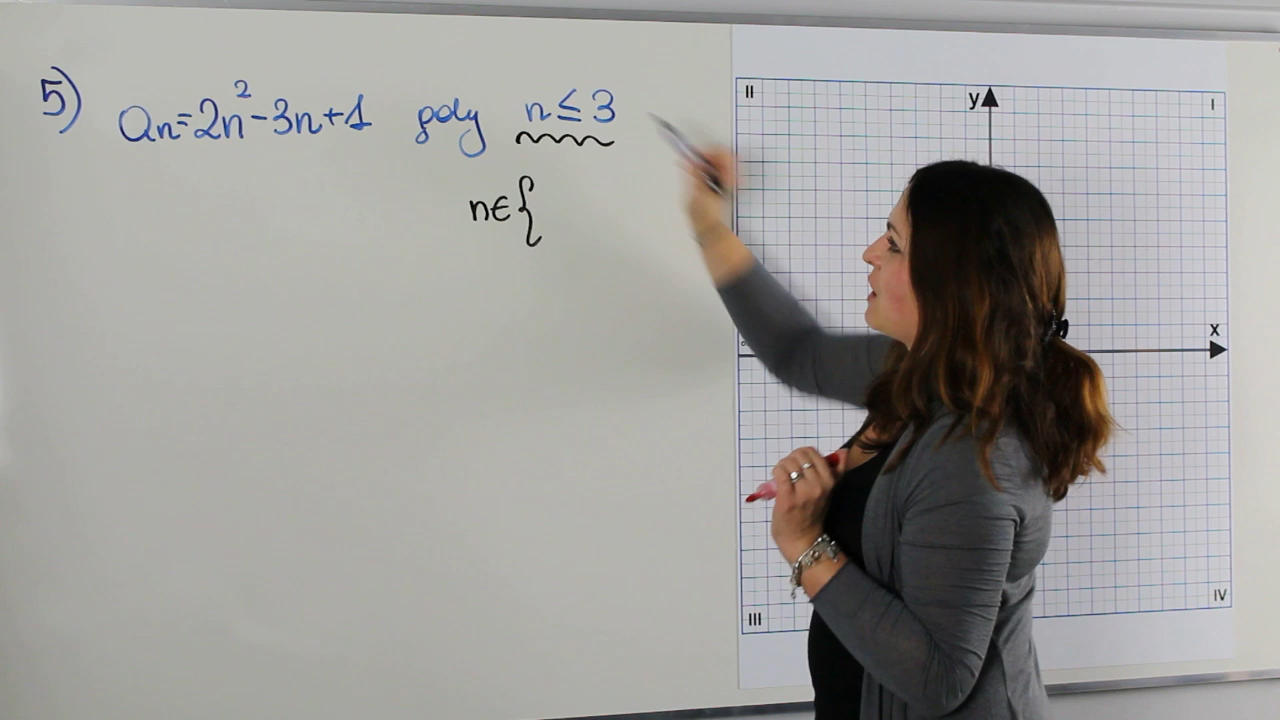 5) an=2n²-3n+1 gdy n≤3
n∈{
II
y
I
x
III
IV